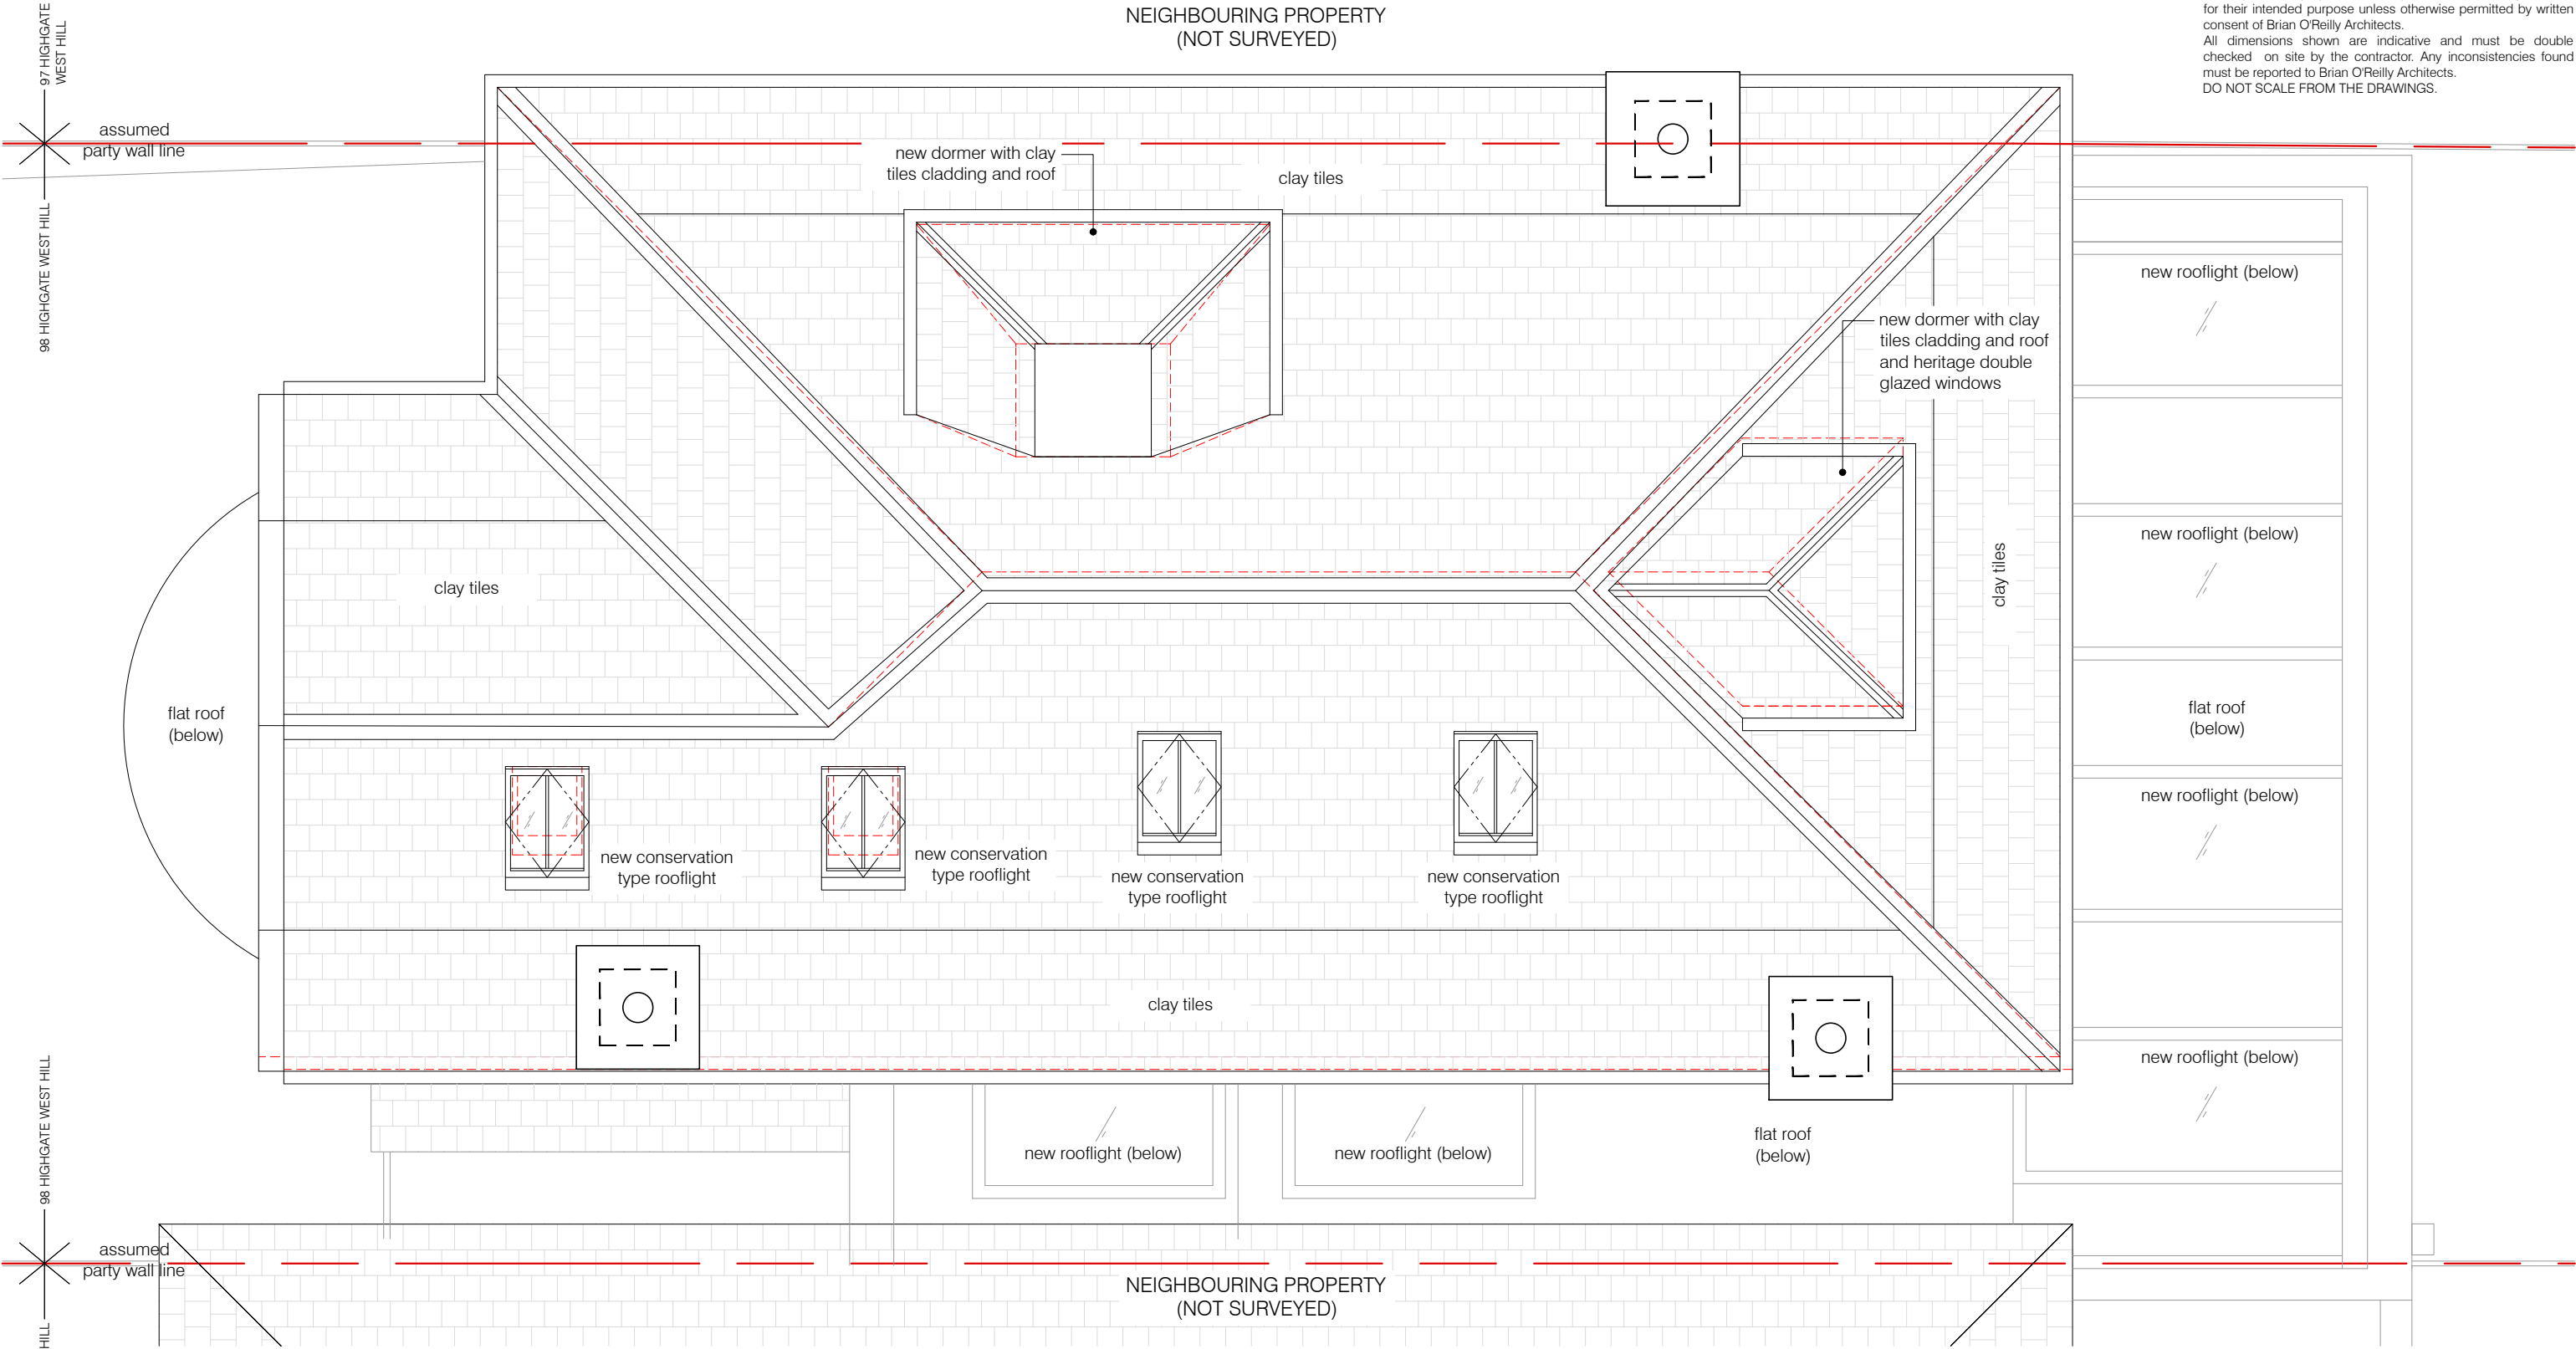 NEIGHBOURING PROPERTY
(NOT SURVEYED)
for their intended purpose unless otherwise permitted by written
consent of Brian O'Reilly Architects.
All dimensions shown are indicative and must be double
checked on site by the contractor. Any inconsistencies found
must be reported to Brian O'Reilly Architects.
DO NOT SCALE FROM THE DRAWINGS.
97 HIGHGATE
WEST HILL
assumed
party wall line
98 HIGHGATE WEST HILL
new dormer with clay
tiles cladding and roof
clay tiles
new rooflight (below)
new dormer with clay
tiles cladding and roof
and heritage double
glazed windows
new rooflight (below)
clay tiles
clay tiles
flat roof
(below)
flat roof
(below)
new rooflight (below)
new conservation
type rooflight
new conservation
type rooflight
new conservation
type rooflight
new conservation
type rooflight
clay tiles
new rooflight (below)
new rooflight (below)
new rooflight (below)
flat roof
(below)
98 HIGHGATE WEST HILL
assumed
party wall line
HILL
NEIGHBOURING PROPERTY
(NOT SURVEYED)